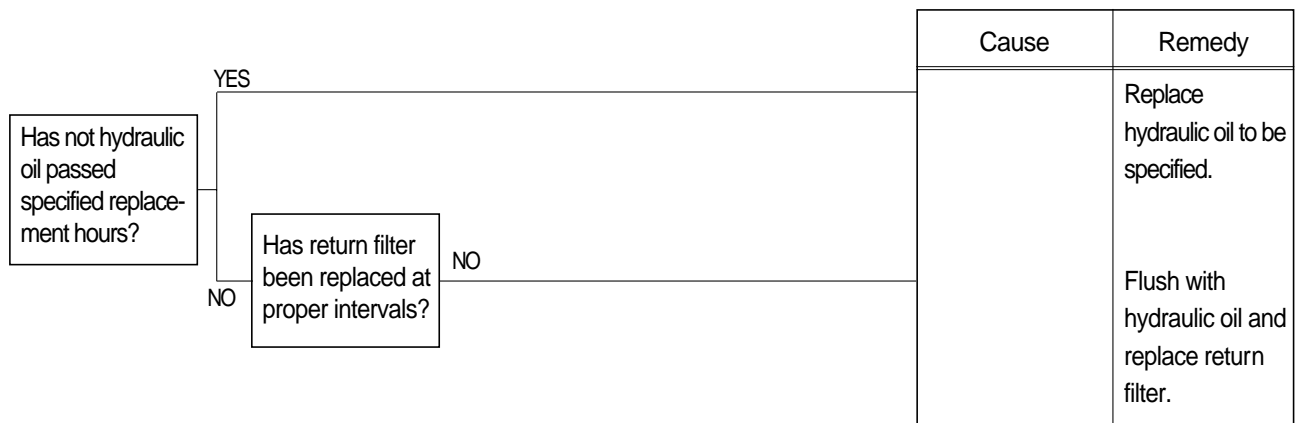 Cause
Remedy
YES
Has not hydraulic
oil passed
specified replace-
ment hours?
NO
Has return filter
been replaced at
proper intervals?
NO
Replace
hydraulic oil to be
specified.
Flush with
hydraulic oil and
replace return
filter.